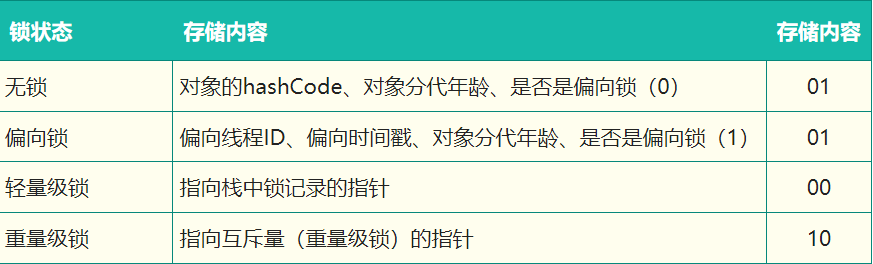 锁状态 存储内容 存储内容
无锁 对象的hashCode、对象分代年龄、是否是偏向锁（0） 01
偏向锁 偏向线程ID、偏向时间戳、对象分代年龄、是否是偏向锁（1） 01
轻量级锁 指向栈中锁记录的指针 00
重量级锁 指向互斥量（重量级锁）的指针 10